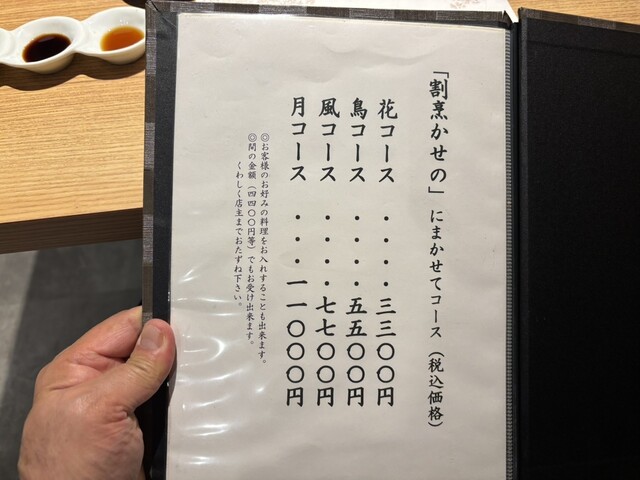 「割烹かせの」にまかせてコース（税込価格）
花コース・・・・三三〇〇円
鳥コース・・・・五五〇〇円
風コース・・・・七七〇〇円
月コース・・・一一〇〇〇円
◎お客様のお好みの料理をお入れすることも出来ます。
◎間の金額（四四〇〇円等）でもお受け出来ます。
くわしく店主までおたずね下さい。